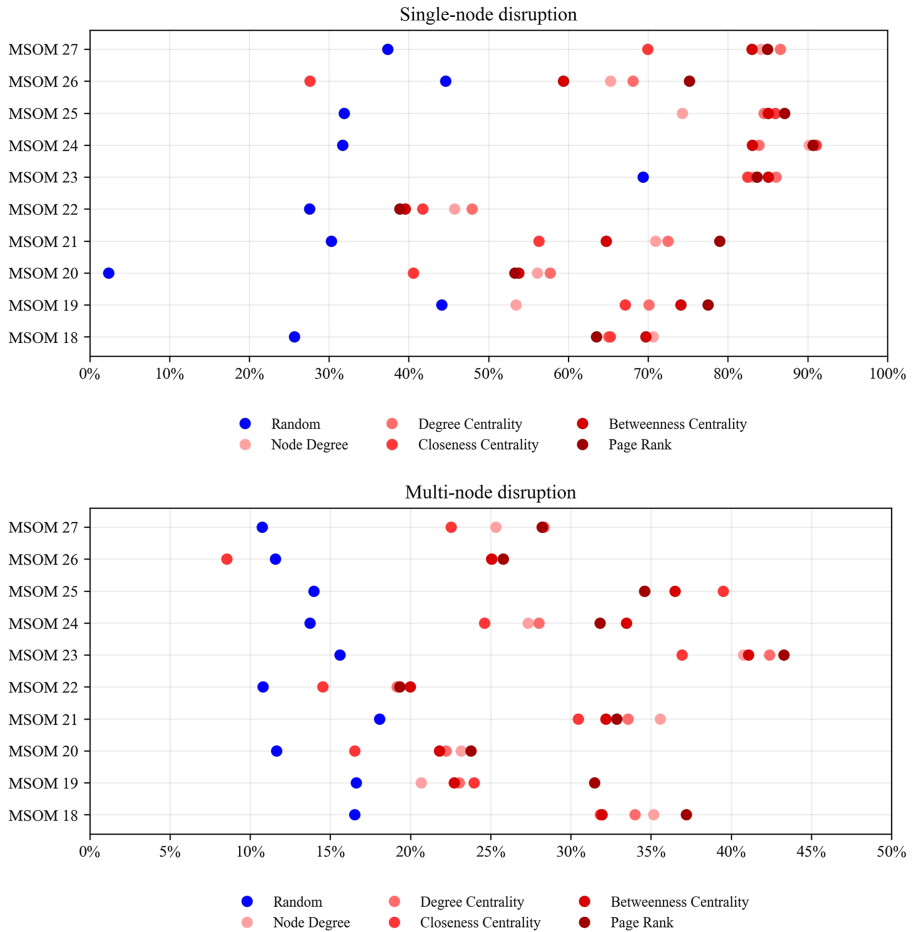 Single-node disruption
MSOM 27
MSOM 26
MSOM 25
MSOM 24
MSOM 23
MSOM 22
MSOM 21
MSOM 20
MSOM 19
MSOM 18
0% 10% 20% 30% 40% 50% 60% 70% 80% 90% 100%
Random Degree Centrality Betweenness Centrality
Node Degree Closeness Centrality Page Rank
Multi-node disruption
MSOM 27
MSOM 26
MSOM 25
MSOM 24
MSOM 23
MSOM 22
MSOM 21
MSOM 20
MSOM 19
MSOM 18
0% 5% 10% 15% 20% 25% 30% 35% 40% 45% 50%
Random Degree Centrality Betweenness Centrality
Node Degree Closeness Centrality Page Rank